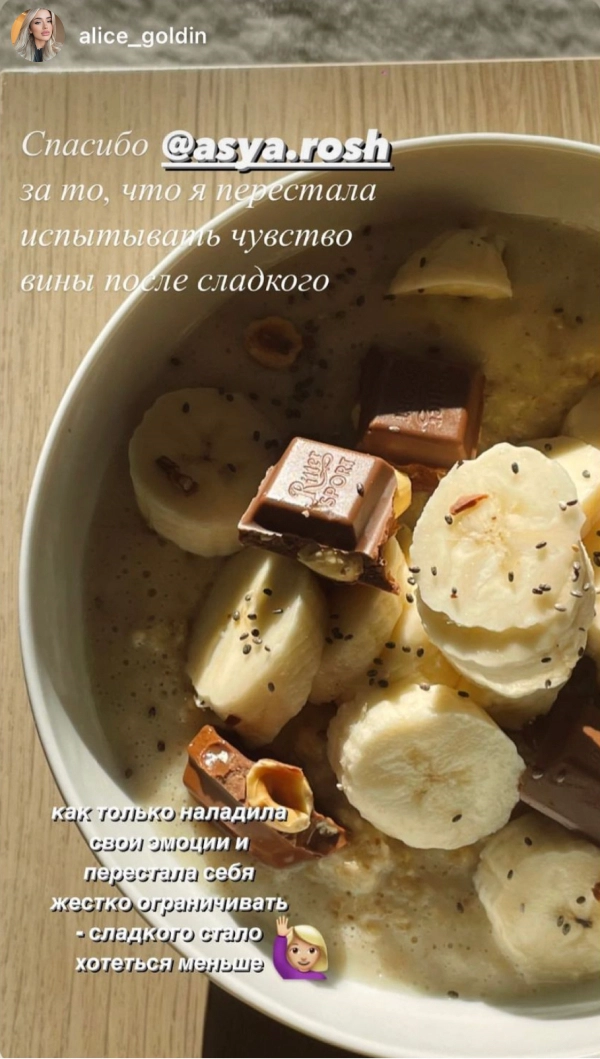 alice_goldin
Спасибо @asya.rosh
за то, что я перестала
испытывать чувство
вины после сладкого
Ritter
SPORT
как только наладила
свои эмоции и
перестала себя
жестко ограничивать
- сладкого стало
хотеться меньше 🙋🏼‍♀️